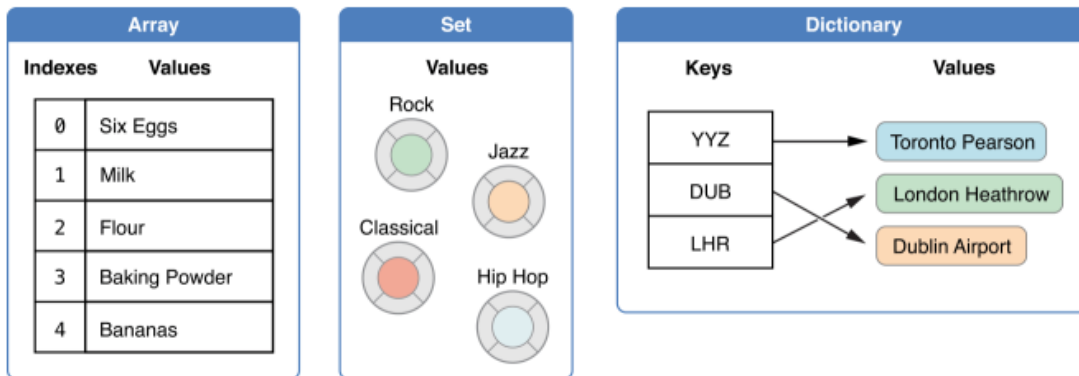 Array
Indexes Values
0 Six Eggs
1 Milk
2 Flour
3 Baking Powder
4 Bananas
Set
Values
Rock
Jazz
Classical
Hip Hop
Dictionary
Keys Values
YYZ Toronto Pearson
DUB London Heathrow
LHR Dublin Airport